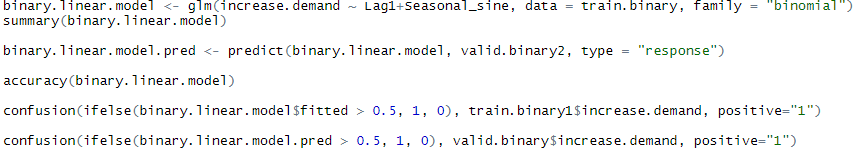 binary.linear.model <- glm(increase.demand ~ Lag1+Seasonal_sine, data = train.binary, family = "binomial")
summary(binary.linear.model)
binary.linear.model.pred <- predict(binary.linear.model, valid.binary2, type = "response")
accuracy(binary.linear.model)
confusion(ifelse(binary.linear.model$fitted > 0.5, 1, 0), train.binary1$increase.demand, positive="1")
confusion(ifelse(binary.linear.model.pred > 0.5, 1, 0), valid.binary$increase.demand, positive="1")